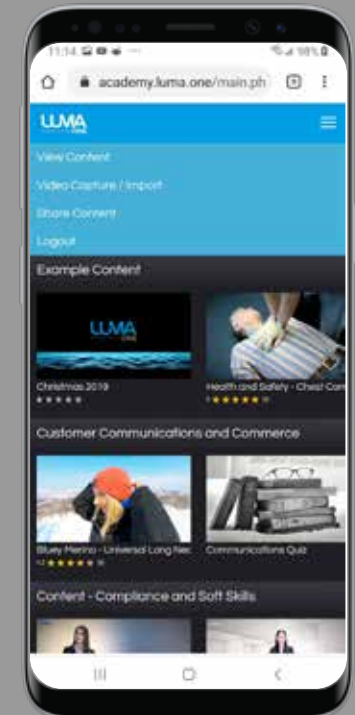 11:14
98%
academy.luma.one/main.ph
LUMA
ONE
View Content
Video Capture / Import
Share Content
Logout
Example Content
LUMA
ONE
Christmas 2019
Health and Safety - Chest Com
Customer Communications and Commerce
Bluey Merino - Universal Long Nec
Communications Quiz
Content - Compliance and Soft Skills